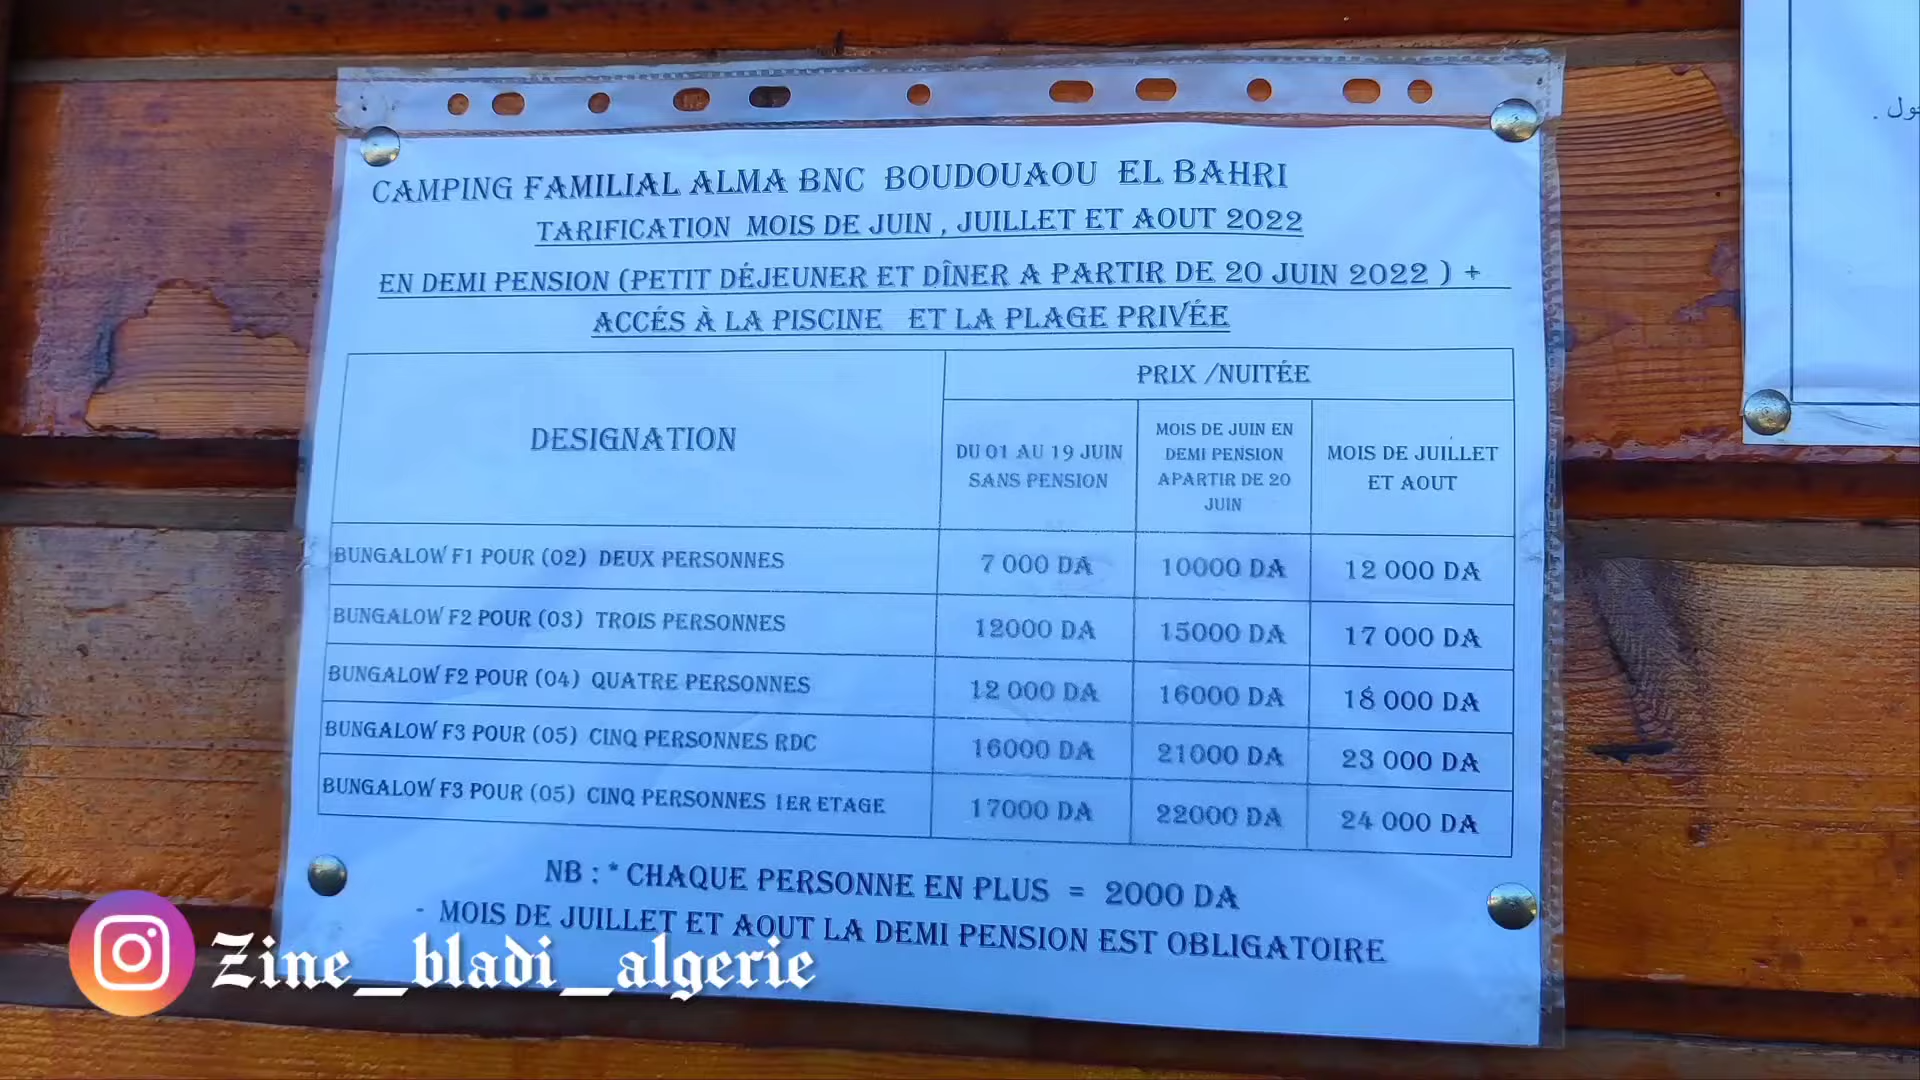 CAMPING FAMILIAL ALMA BNC BOUDOUAOU EL BAHRI
TARIFICATION MOIS DE JUIN , JUILLET ET AOUT 2022
EN DEMI PENSION (PETIT DÉJEUNER ET DÎNER A PARTIR DE 20 JUIN 2022 ) +
ACCÉS À LA PISCINE ET LA PLAGE PRIVÉE
DESIGNATION
PRIX /NUITÉE
DU 01 AU 19 JUIN
SANS PENSION
MOIS DE JUIN EN
DEMI PENSION
APARTIR DE 20
JUIN
MOIS DE JUILLET
ET AOUT
BUNGALOW F1 POUR (02) DEUX PERSONNES 7 000 DA 10000 DA 12 000 DA
BUNGALOW F2 POUR (03) TROIS PERSONNES 12000 DA 15000 DA 17 000 DA
BUNGALOW F2 POUR (04) QUATRE PERSONNES 12 000 DA 16000 DA 18 000 DA
BUNGALOW F3 POUR (05) CINQ PERSONNES RDC 16000 DA 21000 DA 23 000 DA
BUNGALOW F3 POUR (05) CINQ PERSONNES 1ER ETAGE 17000 DA 22000 DA 24 000 DA
NB : * CHAQUE PERSONNE EN PLUS = 2000 DA
- MOIS DE JUILLET ET AOUT LA DEMI PENSION EST OBLIGATOIRE
Zine_bladi_algerie